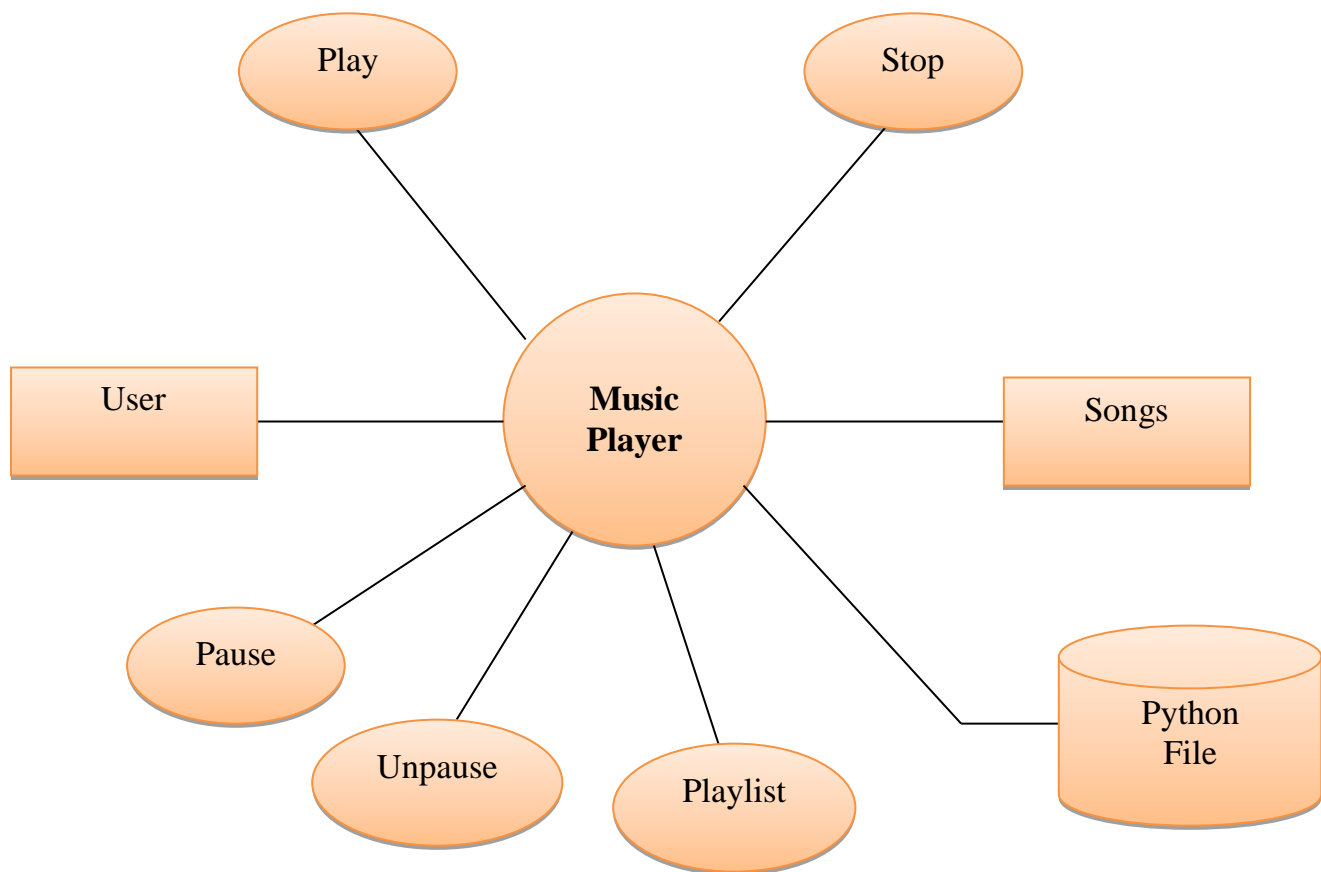 Play
Stop
User
Music
Player
Songs
Pause
Unpause
Playlist
Python
File